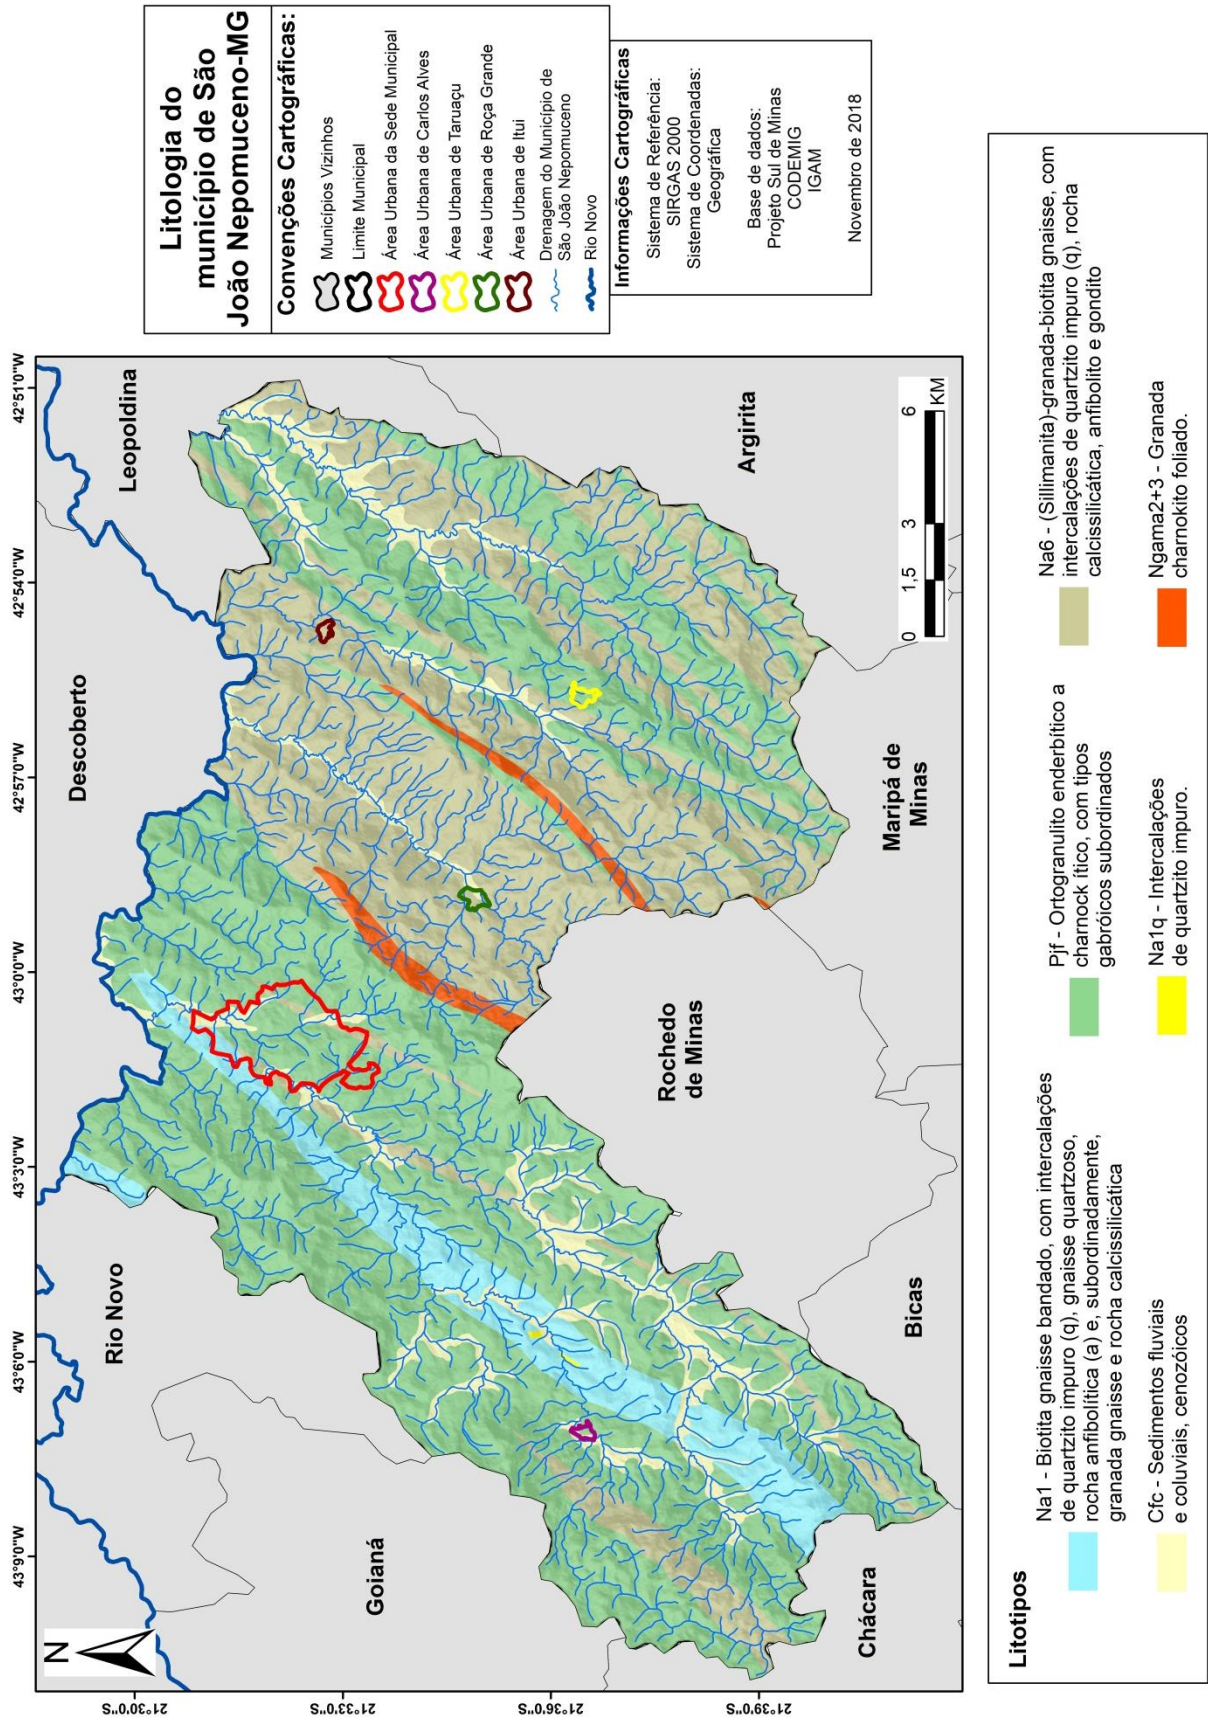 Litologia do
município de São
João Nepomuceno-MG
Convenções Cartográficas:
Municípios Vizinhos
Limite Municipal
Área Urbana da Sede Municipal
Área Urbana de Carlos Alves
Área Urbana de Taruaçu
Área Urbana de Roça Grande
Área Urbana de Itui
Drenagem do Município de
São João Nepomuceno
Rio Novo
Informações Cartográficas
Sistema de Referência:
SIRGAS 2000
Sistema de Coordenadas:
Geográfica
Base de dados:
Projeto Sul de Minas
CODEMIG
IGAM
Novembro de 2018
43°9'0"W
43°6'0"W
43°3'0"W
43°0'0"W
42°57'0"W
42°54'0"W
42°51'0"W
21°30'0"S
21°33'0"S
21°36'0"S
21°39'0"S
N
Rio Novo
Descoberto
Leopoldina
Goianá
Chácara
Bicas
Rochedo
de Minas
Maripá de
Minas
Argirita
0 1,5 3 6
KM
Litotipos
Na1 - Biotita gnaisse bandado, com intercalações
de quartzito impuro (q), gnaisse quartzoso,
rocha anfibolítica (a) e, subordinadamente,
granada gnaisse e rocha calcissilicática
Cfc - Sedimentos fluviais
e coluviais, cenozóicos
Pjf - Ortogranulito enderbítico a
charnock ítico, com tipos
gabróicos subordinados
Na1q - Intercalações
de quartzito impuro.
Na6 - (Sillimanita)-granada-biotita gnaisse, com
intercalações de quartzito impuro (q), rocha
calcissilicática, anfibolito e gondito
Ngama2+3 - Granada
charnokito foliado.